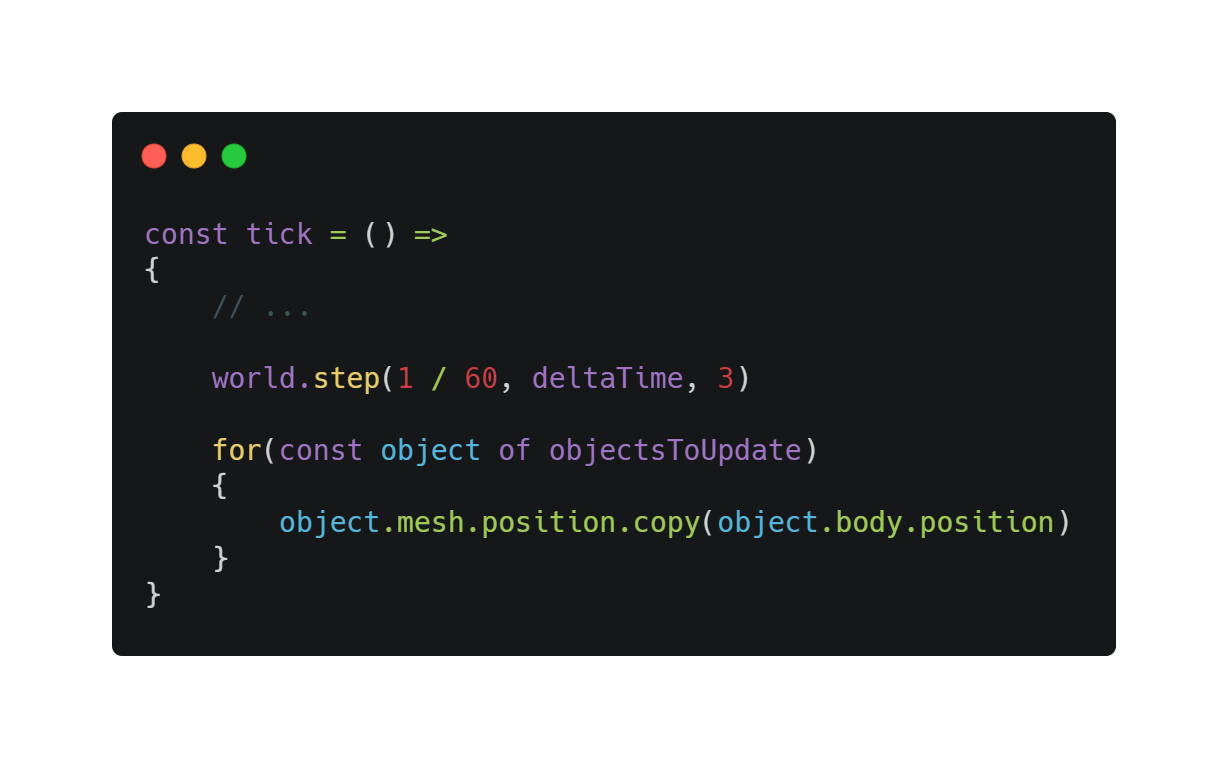 const tick = () =>
{
    // ...

    world.step(1 / 60, deltaTime, 3)

    for(const object of objectsToUpdate)
    {
        object.mesh.position.copy(object.body.position)
    }
}